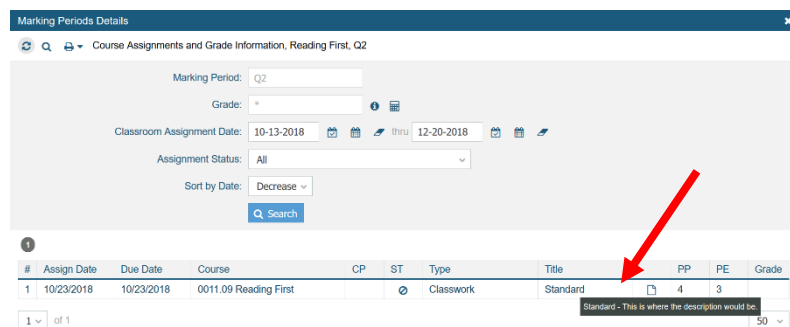 Marking Periods Details
Course Assignments and Grade Information, Reading First, Q2
Marking Period: Q2
Grade: *
Classroom Assignment Date: 10-13-2018 thru 12-20-2018
Assignment Status: All
Sort by Date: Decrease
Search
1
# Assign Date Due Date Course CP ST Type Title PP PE Grade
1 10/23/2018 10/23/2018 0011.09 Reading First Classwork Standard 4 3
Standard - This is where the description would be.
1 of 1 50